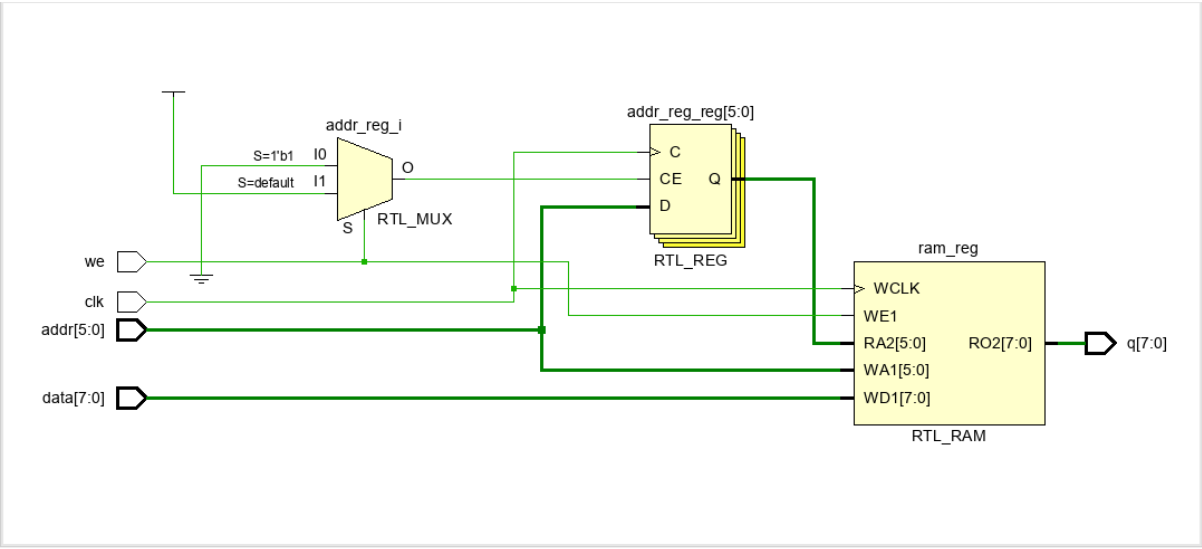 addr_reg_reg[5:0]
addr_reg_i
S=1'b1 I0
S=default I1
O
S
RTL_MUX
C
CE Q
D
RTL_REG
we
clk
addr[5:0]
data[7:0]
ram_reg
WCLK
WE1
RA2[5:0] RO2[7:0]
WA1[5:0]
WD1[7:0]
RTL_RAM
q[7:0]